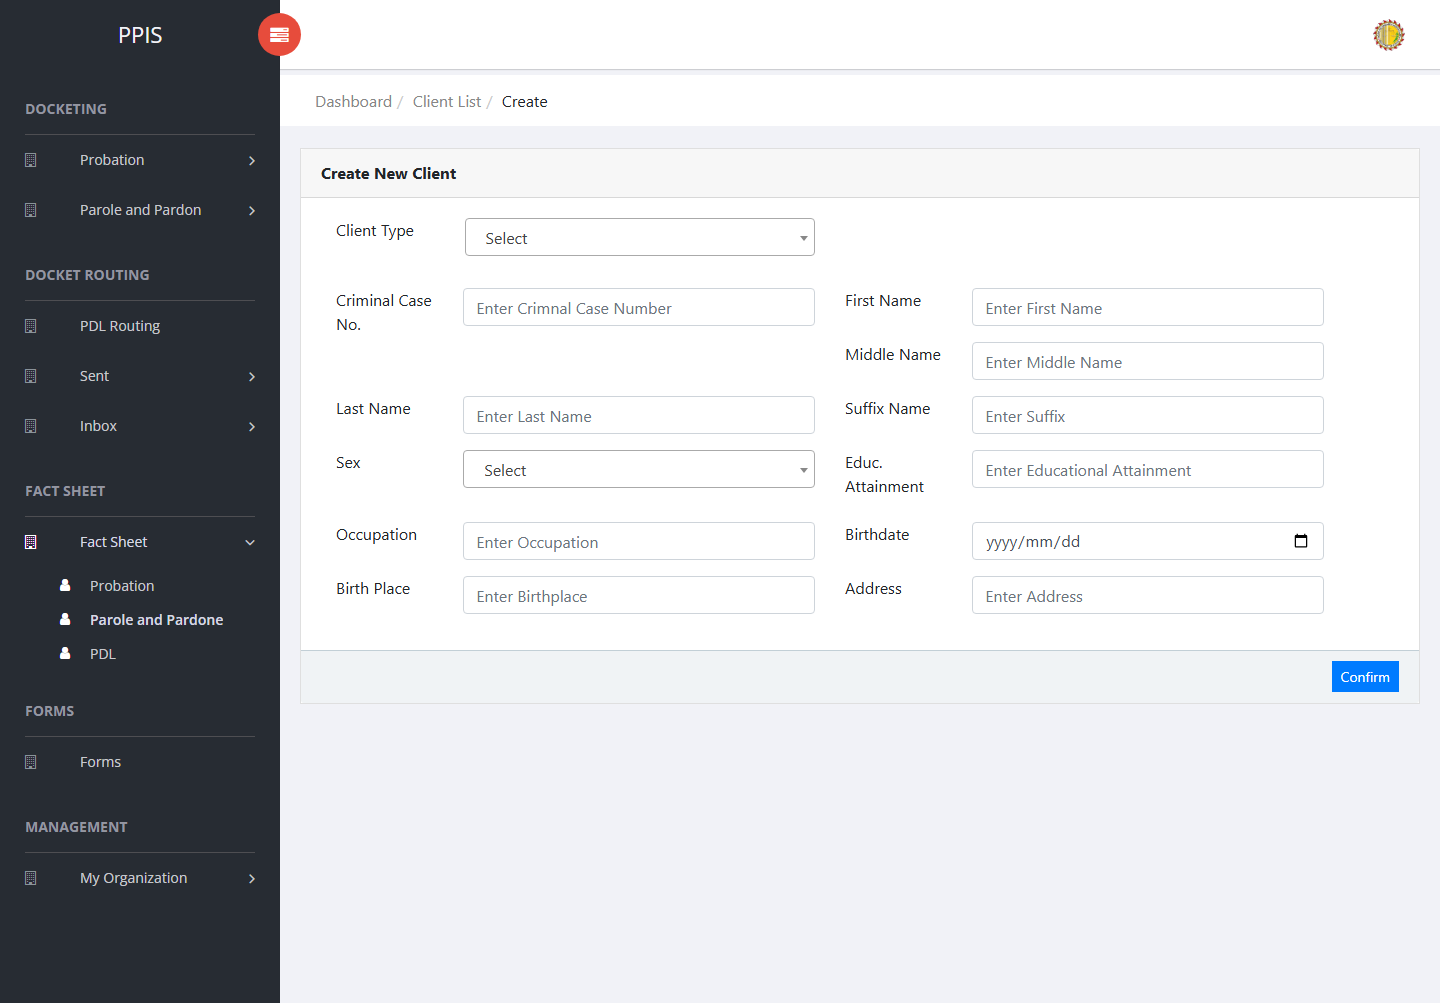 PPIS
DOCKETING
Probation
Parole and Pardon
DOCKET ROUTING
PDL Routing
Sent
Inbox
FACT SHEET
Fact Sheet
Probation
Parole and Pardone
PDL
FORMS
Forms
MANAGEMENT
My Organization
Dashboard / Client List / Create
Create New Client
Client Type
Select
Criminal Case
No.
Enter Crimnal Case Number
First Name
Enter First Name
Middle Name
Enter Middle Name
Last Name
Enter Last Name
Suffix Name
Enter Suffix
Sex
Select
Educ.
Attainment
Enter Educational Attainment
Occupation
Enter Occupation
Birthdate
yyyy/mm/dd
Birth Place
Enter Birthplace
Address
Enter Address
Confirm